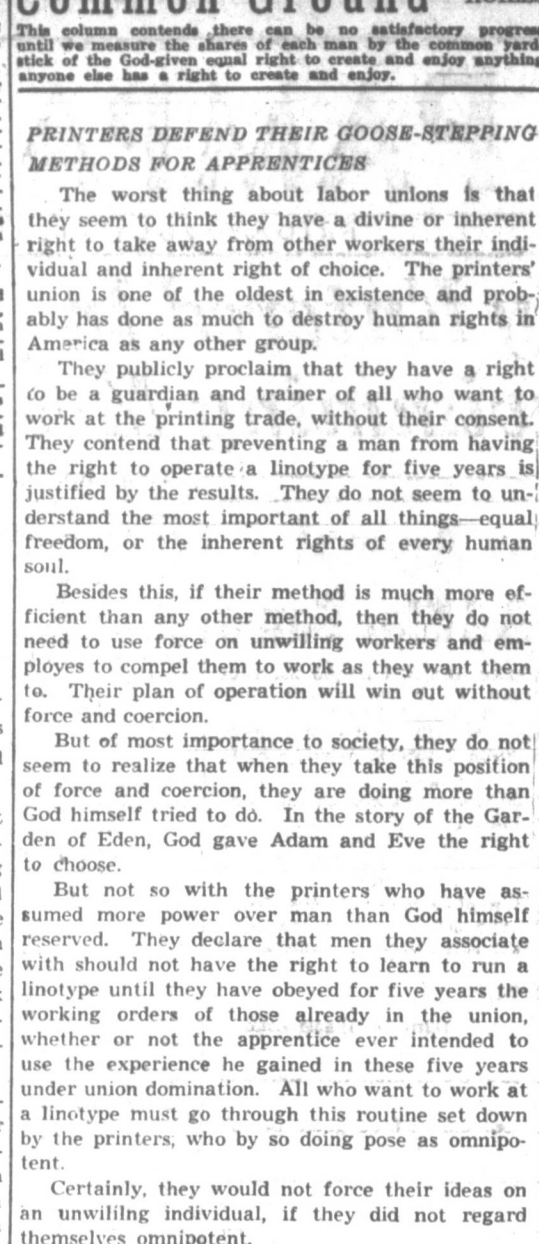 Common Ground
This column contends there can be no satisfactory progress
until we measure the shares of each man by the common yard
stick of the God-given equal right to create and enjoy anything
anyone else has a right to create and enjoy.
PRINTERS DEFEND THEIR GOOSE-STEPPING
METHODS FOR APPRENTICES
The worst thing about labor unions is that
they seem to think they have a divine or inherent
right to take away from other workers their indi-
vidual and inherent right of choice. The printers'
union is one of the oldest in existence and prob-
ably has done as much to destroy human rights in
America as any other group.
They publicly proclaim that they have a right
to be a guardian and trainer of all who want to
work at the printing trade, without their consent.
They contend that preventing a man from having
the right to operate a linotype for five years is
justified by the results. They do not seem to un-
derstand the most important of all things—equal
freedom, or the inherent rights of every human
soul.
Besides this, if their method is much more ef-
ficient than any other method, then they do not
need to use force on unwilling workers and em-
ployes to compel them to work as they want them
to. Their plan of operation will win out without
force and coercion.
But of most importance to society, they do not
seem to realize that when they take this position
of force and coercion, they are doing more than
God himself tried to do. In the story of the Gar-
den of Eden, God gave Adam and Eve the right
to choose.
But not so with the printers who have as-
sumed more power over man than God himself
reserved. They declare that men they associate
with should not have the right to learn to run a
linotype until they have obeyed for five years the
working orders of those already in the union,
whether or not the apprentice ever intended to
use the experience he gained in these five years
under union domination. All who want to work at
a linotype must go through this routine set down
by the printers, who by so doing pose as omnipo-
tent.
Certainly, they would not force their ideas on
an unwililng individual, if they did not regard
themselves omnipotent.